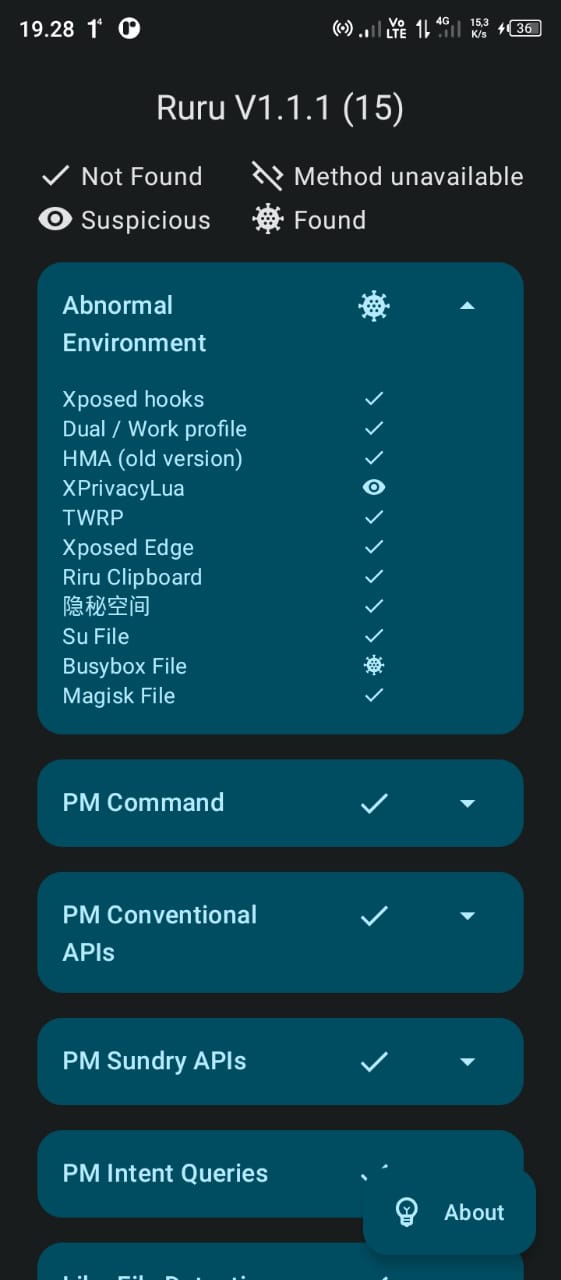 19.28
Vo LTE 4G 15,3 K/s 36
Ruru V1.1.1 (15)
Not Found Method unavailable
Suspicious Found
Abnormal
Environment
Xposed hooks
Dual / Work profile
HMA (old version)
XPrivacyLua
TWRP
Xposed Edge
Riru Clipboard
隐秘空间
Su File
Busybox File
Magisk File
PM Command
PM Conventional
APIs
PM Sundry APIs
PM Intent Queries
About